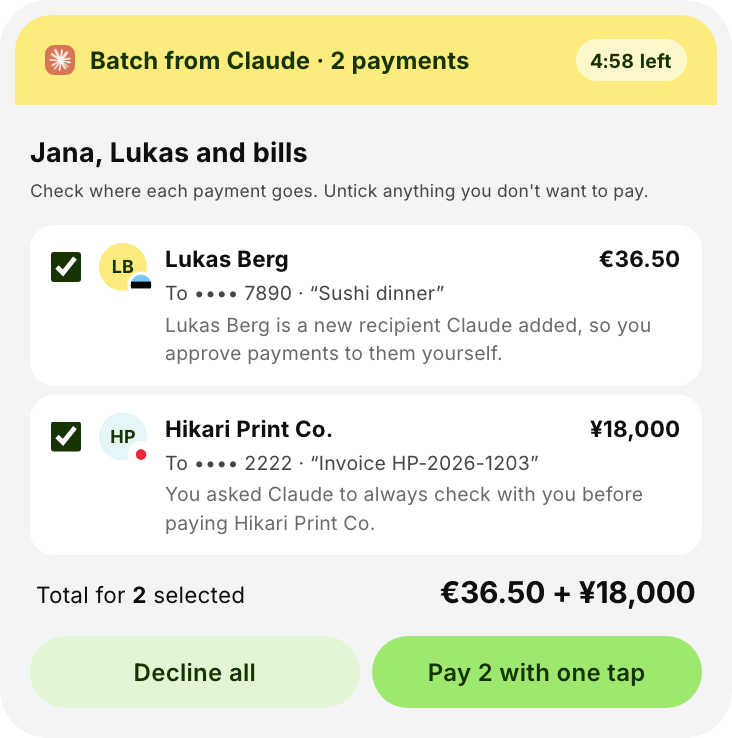 Batch from Claude · 2 payments
4:58 left
Jana, Lukas and bills
Check where each payment goes. Untick anything you don't want to pay.
LB
Lukas Berg
€36.50
To •••• 7890 · “Sushi dinner”
Lukas Berg is a new recipient Claude added, so you
approve payments to them yourself.
HP
Hikari Print Co.
¥18,000
To •••• 2222 · “Invoice HP-2026-1203”
You asked Claude to always check with you before
paying Hikari Print Co.
Total for 2 selected
€36.50 + ¥18,000
Decline all
Pay 2 with one tap